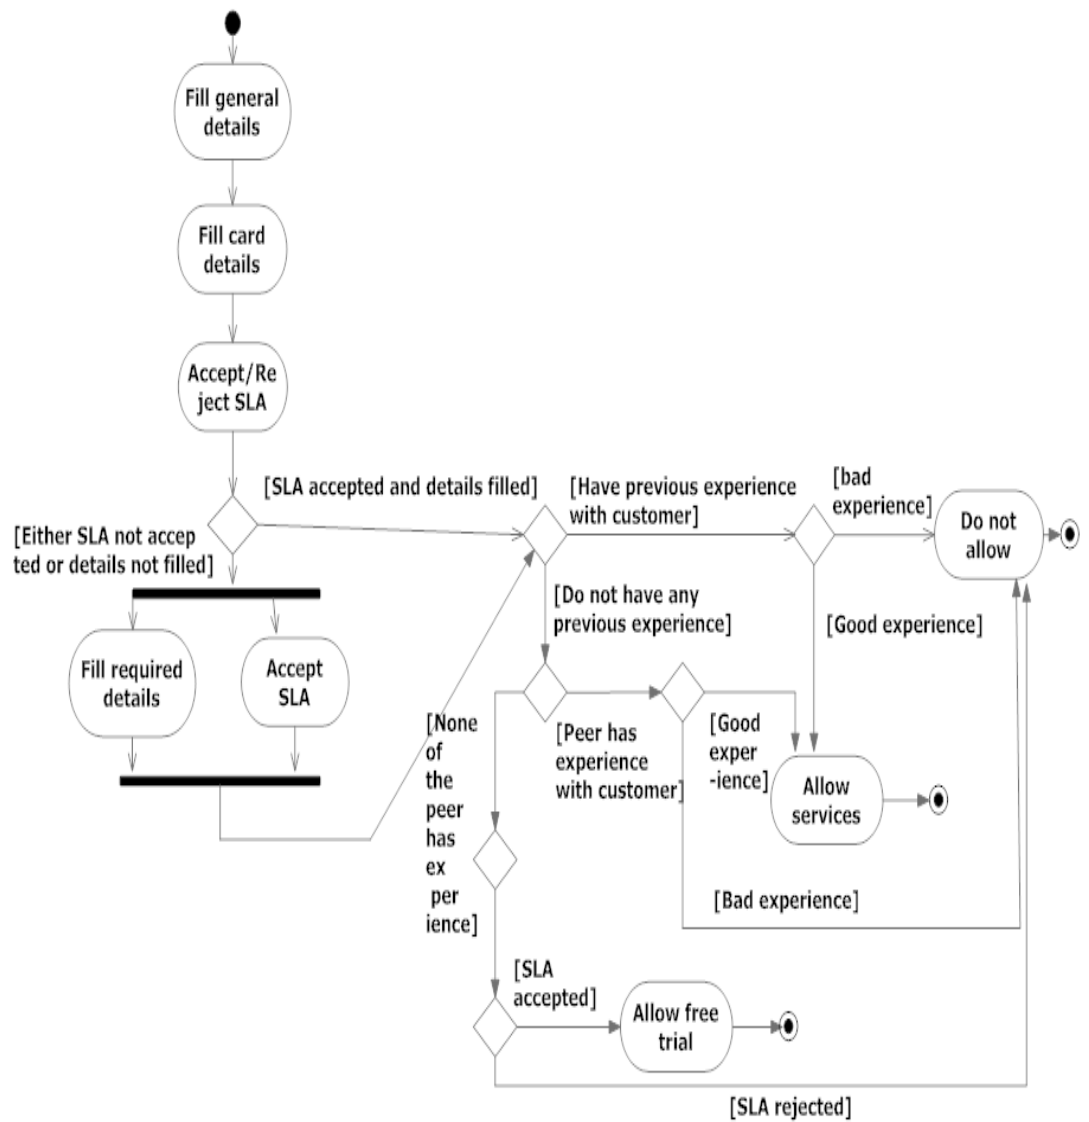 Fill general
details
Fill card
details
Accept/Re
ject SLA
[SLA accepted and details filled]
[Have previous experience
with customer]
[bad
experience]
Do not
allow
[Either SLA not accep
ted or details not filled]
[Do not have any
previous experience]
[Good experience]
Fill required
details
Accept
SLA
[None
of
the
peer
has
ex
per
ience]
[Peer has
experience
with customer]
[Good
exper
-ience]
Allow
services
[Bad experience]
[SLA
accepted]
Allow free
trial
[SLA rejected]